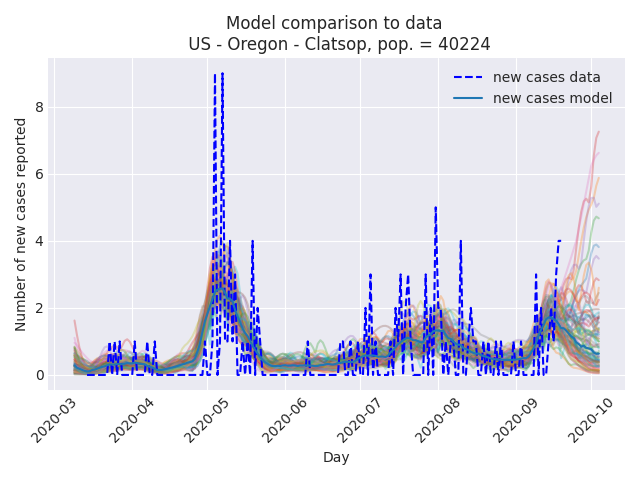 Model comparison to data
US - Oregon - Clatsop, pop. = 40224
new cases data
new cases model
Number of new cases reported
8
6
4
2
0
2020-03
2020-04
2020-05
2020-06
2020-07
2020-08
2020-09
2020-10
Day